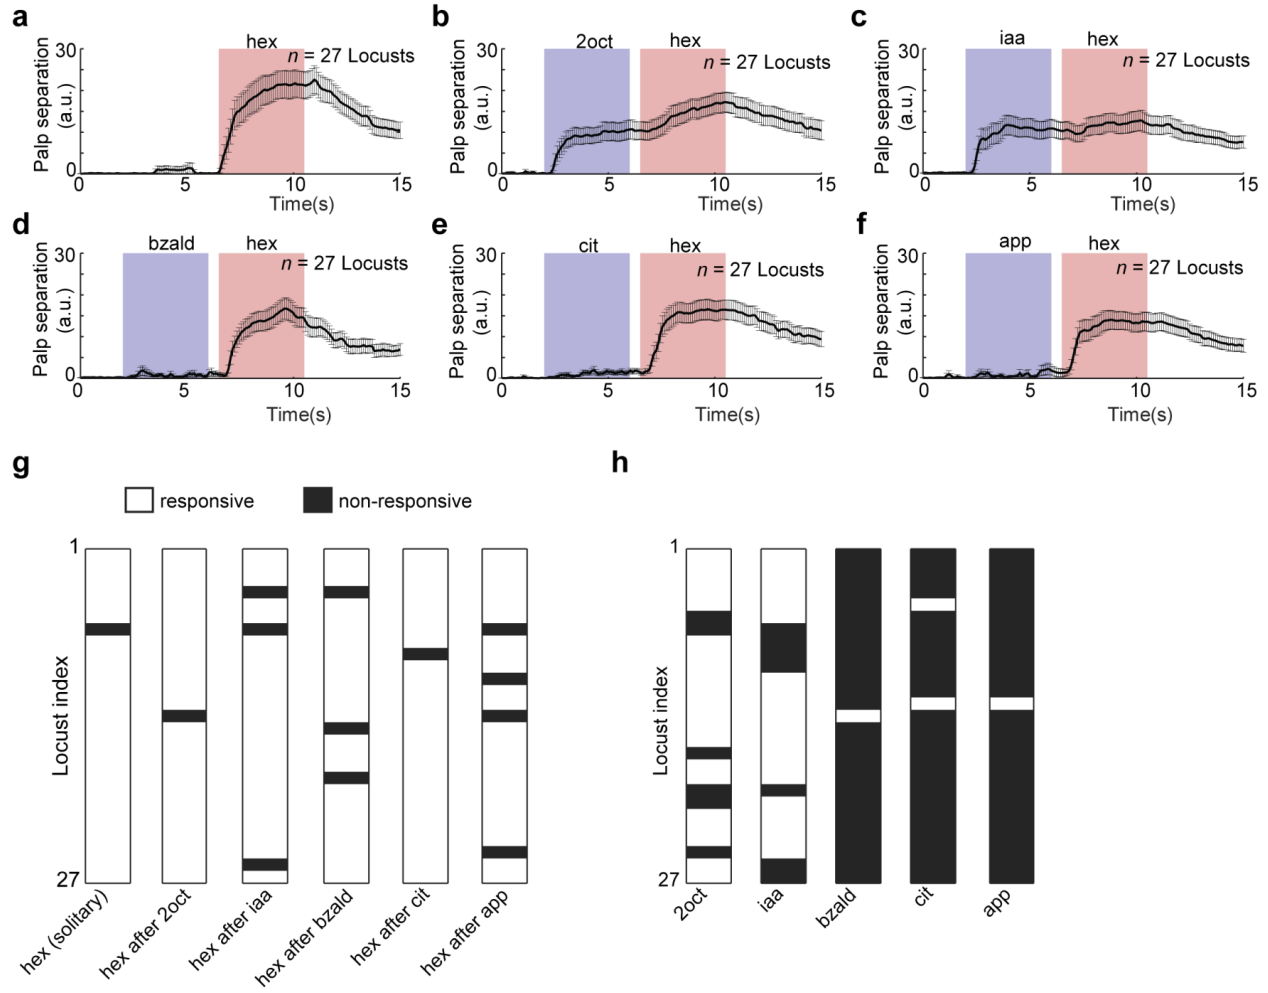 a
hex
n = 27 Locusts
Palp separation
(a.u.)
30
0
0 5 10 15
Time(s)
b
2oct hex
n = 27 Locusts
Palp separation
(a.u.)
30
0
0 5 10 15
Time(s)
c
iaa hex
n = 27 Locusts
Palp separation
(a.u.)
30
0
0 5 10 15
Time(s)
d
bzald hex
n = 27 Locusts
Palp separation
(a.u.)
30
0
0 5 10 15
Time(s)
e
cit hex
n = 27 Locusts
Palp separation
(a.u.)
30
0
0 5 10 15
Time(s)
f
app hex
n = 27 Locusts
Palp separation
(a.u.)
30
0
0 5 10 15
Time(s)
g
responsive non-responsive
1
Locust index
27
hex (solitary)
hex after 2oct
hex after iaa
hex after bzald
hex after cit
hex after app
h
1
Locust index
27
2oct
iaa
bzald
cit
app